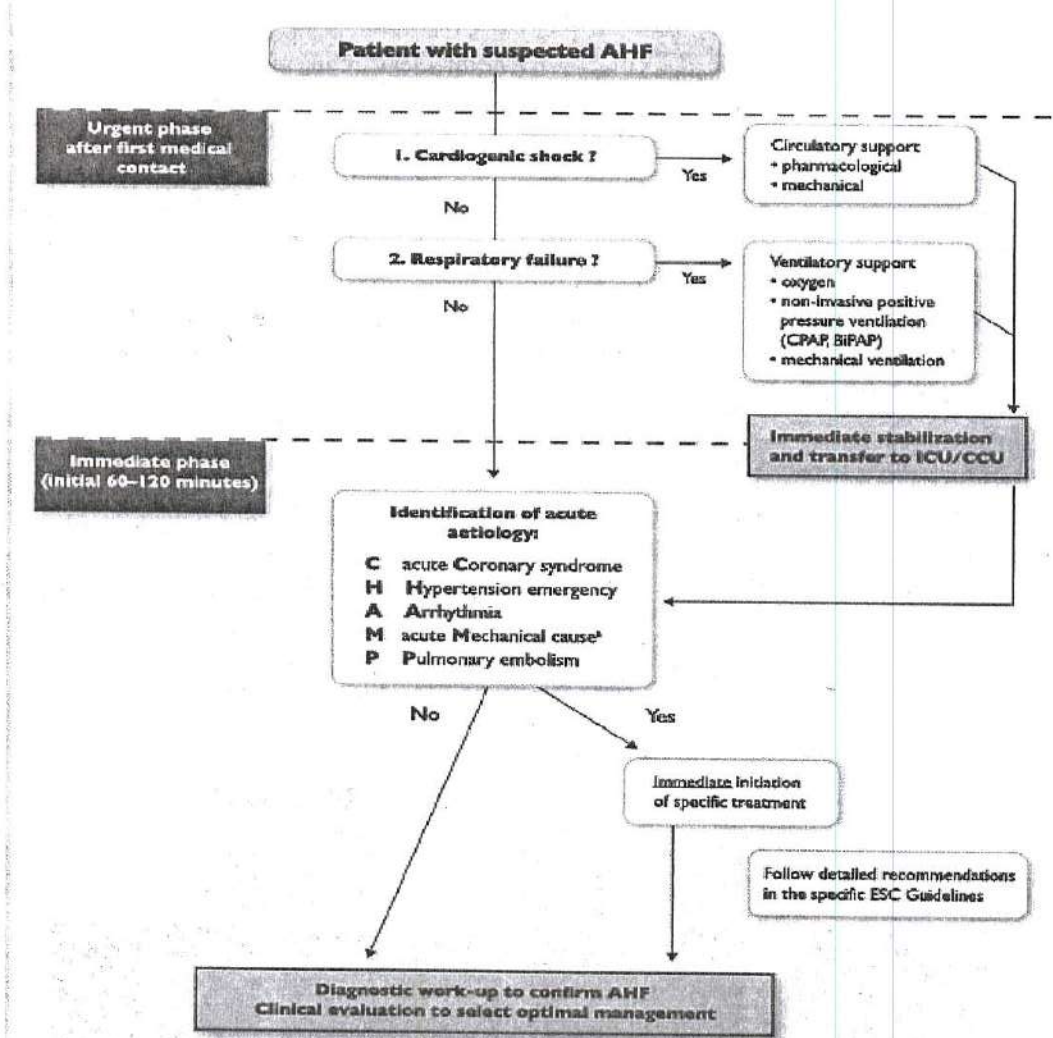 Patient with suspected AHF
Urgent phase
after first medical
contact
1. Cardiogenic shock ?
Yes
Circulatory support
• pharmacological
• mechanical
No
2. Respiratory failure ?
Yes
Ventilatory support
• oxygen
• non-invasive positive
pressure ventilation
(CPAP, BiPAP)
• mechanical ventilation
No
Immediate stabilization
and transfer to ICU/CCU
Immediate phase
(initial 60–120 minutes)
Identification of acute
aetiology:
C acute Coronary syndrome
H Hypertension emergency
A Arrhythmia
M acute Mechanical causeᵇ
P Pulmonary embolism
No
Yes
Immediate initiation
of specific treatment
Follow detailed recommendations
in the specific ESC Guidelines
Diagnostic work-up to confirm AHF
Clinical evaluation to select optimal management